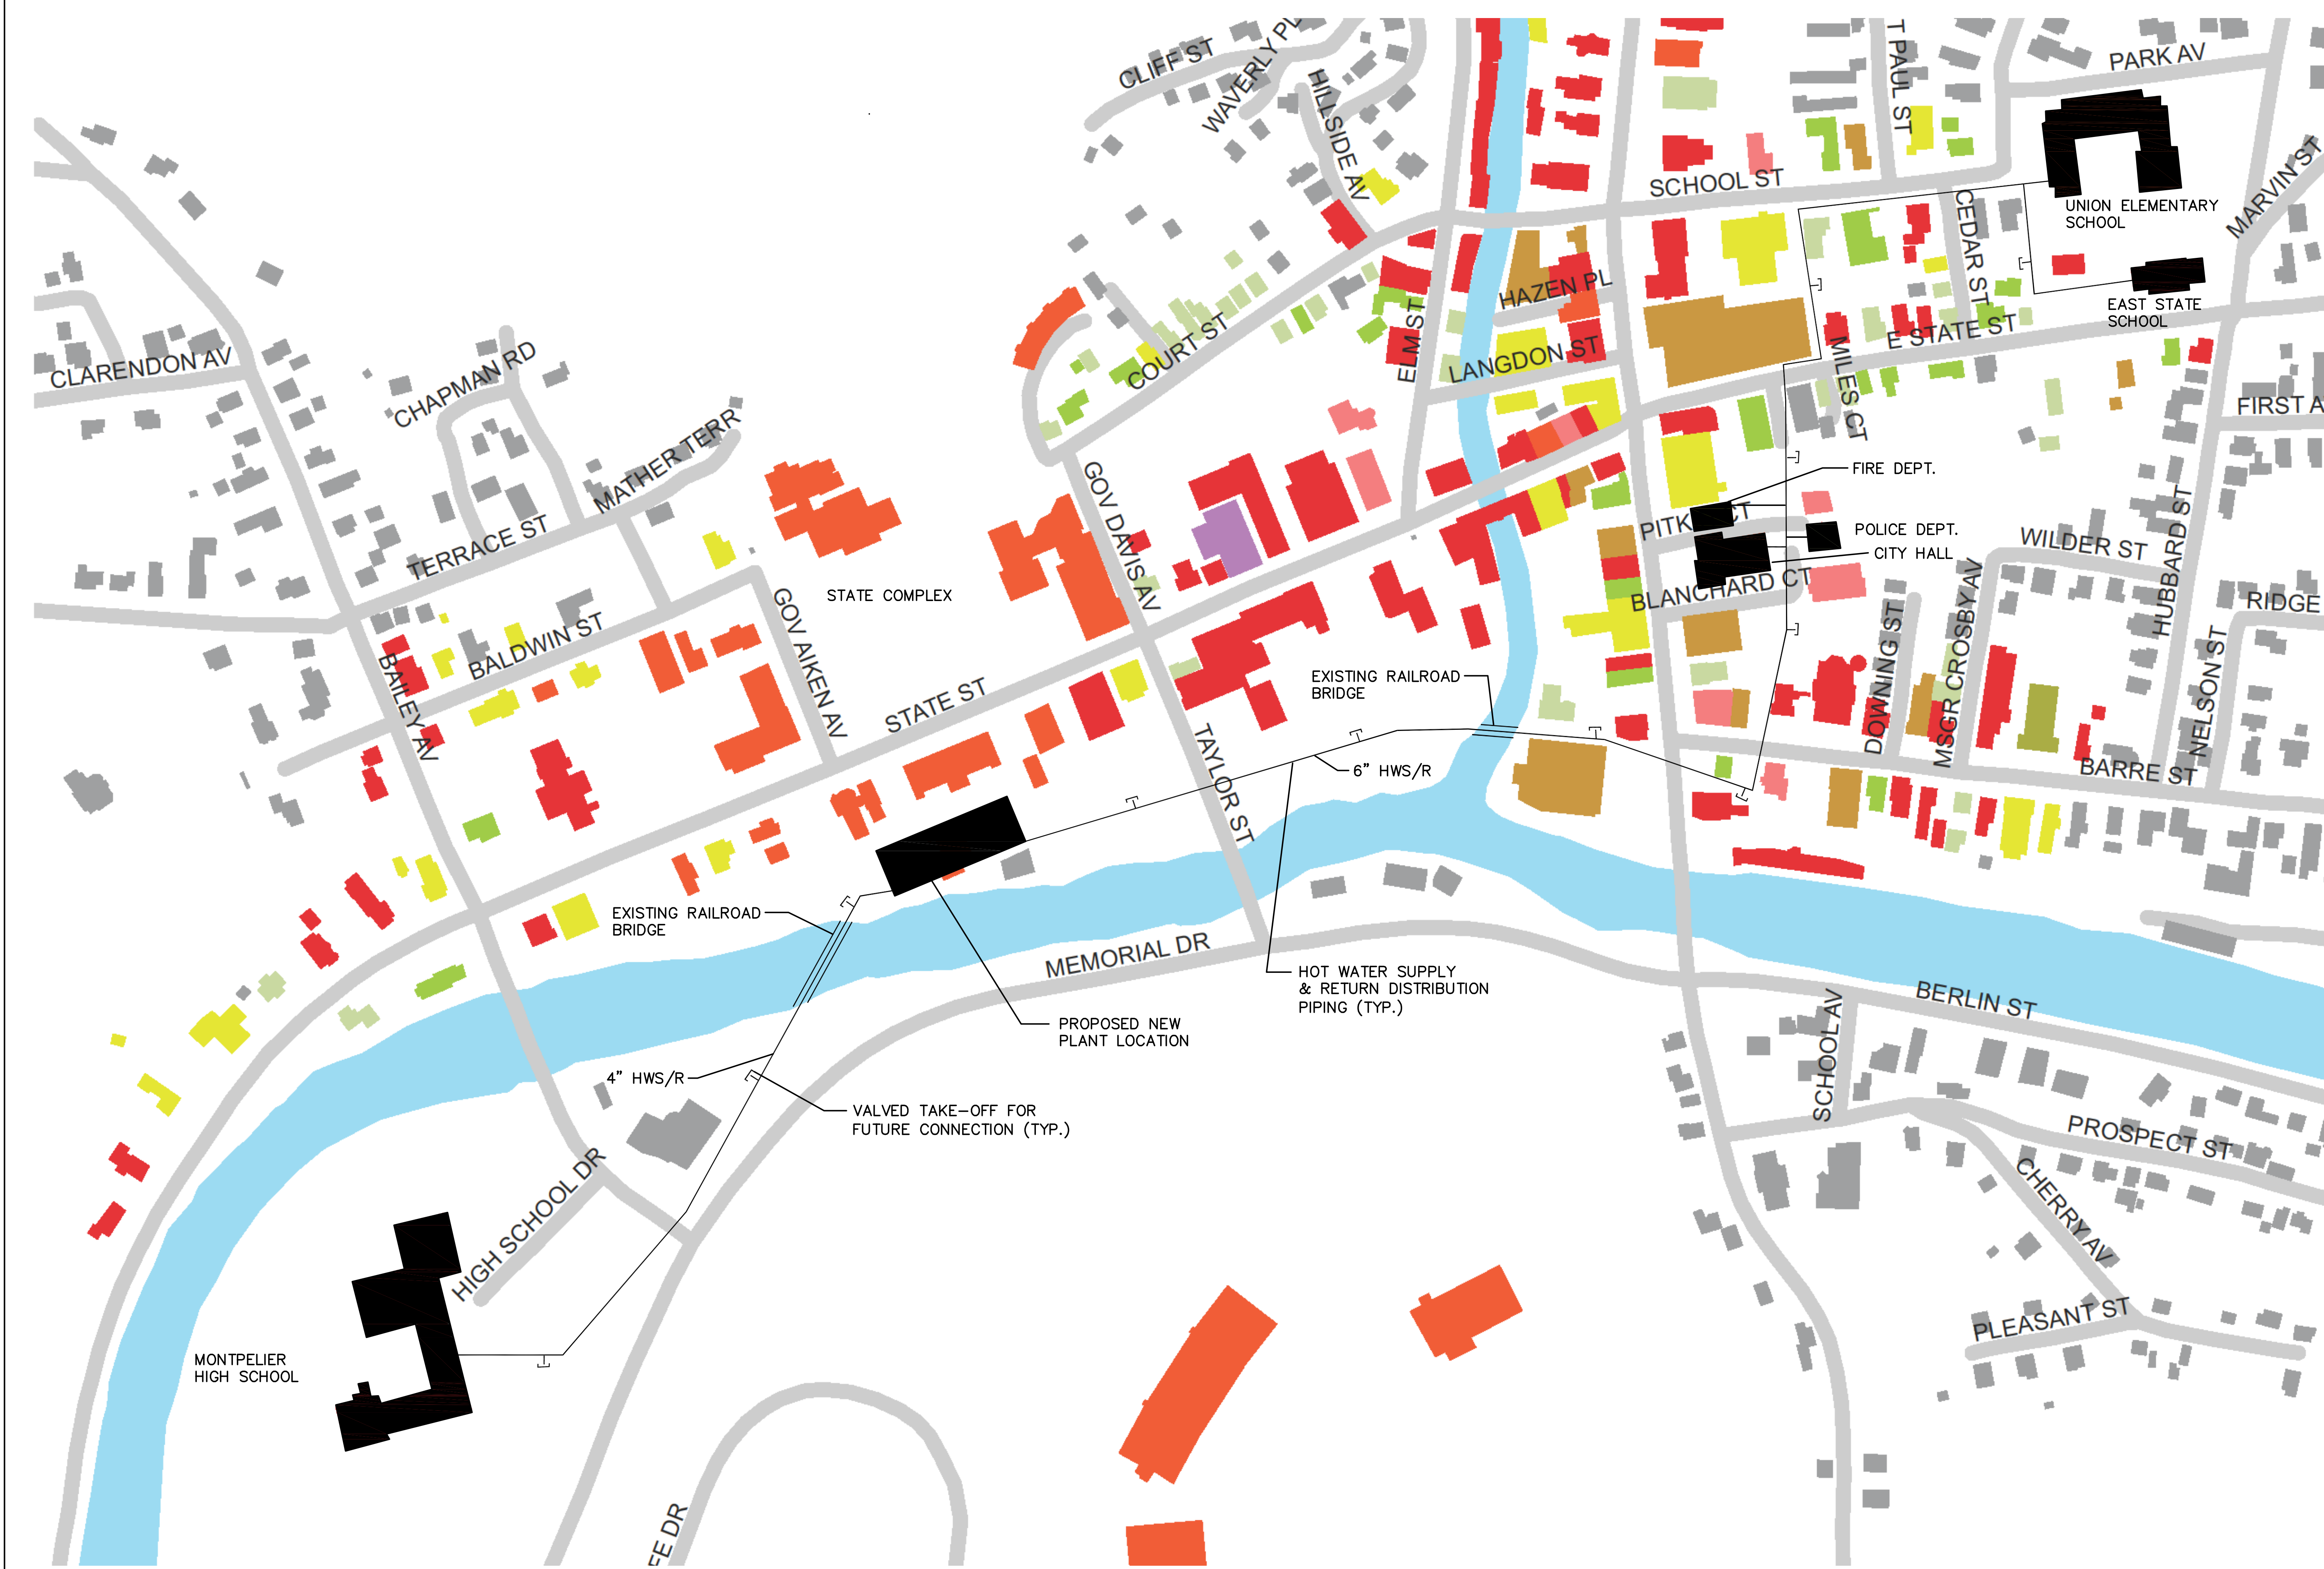 CLIFF ST
WAVERLY PL
HILLSIDE AV
T PAUL ST
PARK AV
MARVIN ST
SCHOOL ST
CEDAR ST
UNION ELEMENTARY
SCHOOL
EAST STATE
SCHOOL
HAZEN PL
ELM ST
LANGDON ST
E STATE ST
MILES CT
COURT ST
CLARENDON AV
CHAPMAN RD
MATHER TERR
TERRACE ST
FIRST A
GOV DAVIS AV
FIRE DEPT.
POLICE DEPT.
CITY HALL
BLANCHARD CT
WILDER ST
HUBBARD ST
RIDGE
STATE COMPLEX
GOV AIKEN AV
BALDWIN ST
BAILEY AV
STATE ST
TAYLOR ST
EXISTING RAILROAD
BRIDGE
6" HWS/R
DOWNING ST
MSGR CROSBY AV
NELSON ST
BARRE ST
EXISTING RAILROAD
BRIDGE
MEMORIAL DR
HOT WATER SUPPLY
& RETURN DISTRIBUTION
PIPING (TYP.)
PROPOSED NEW
PLANT LOCATION
4" HWS/R
VALVED TAKE-OFF FOR
FUTURE CONNECTION (TYP.)
BERLIN ST
SCHOOL AV
PROSPECT ST
CHERRY AV
PLEASANT ST
HIGH SCHOOL DR
MONTPELIER
HIGH SCHOOL
FE DR